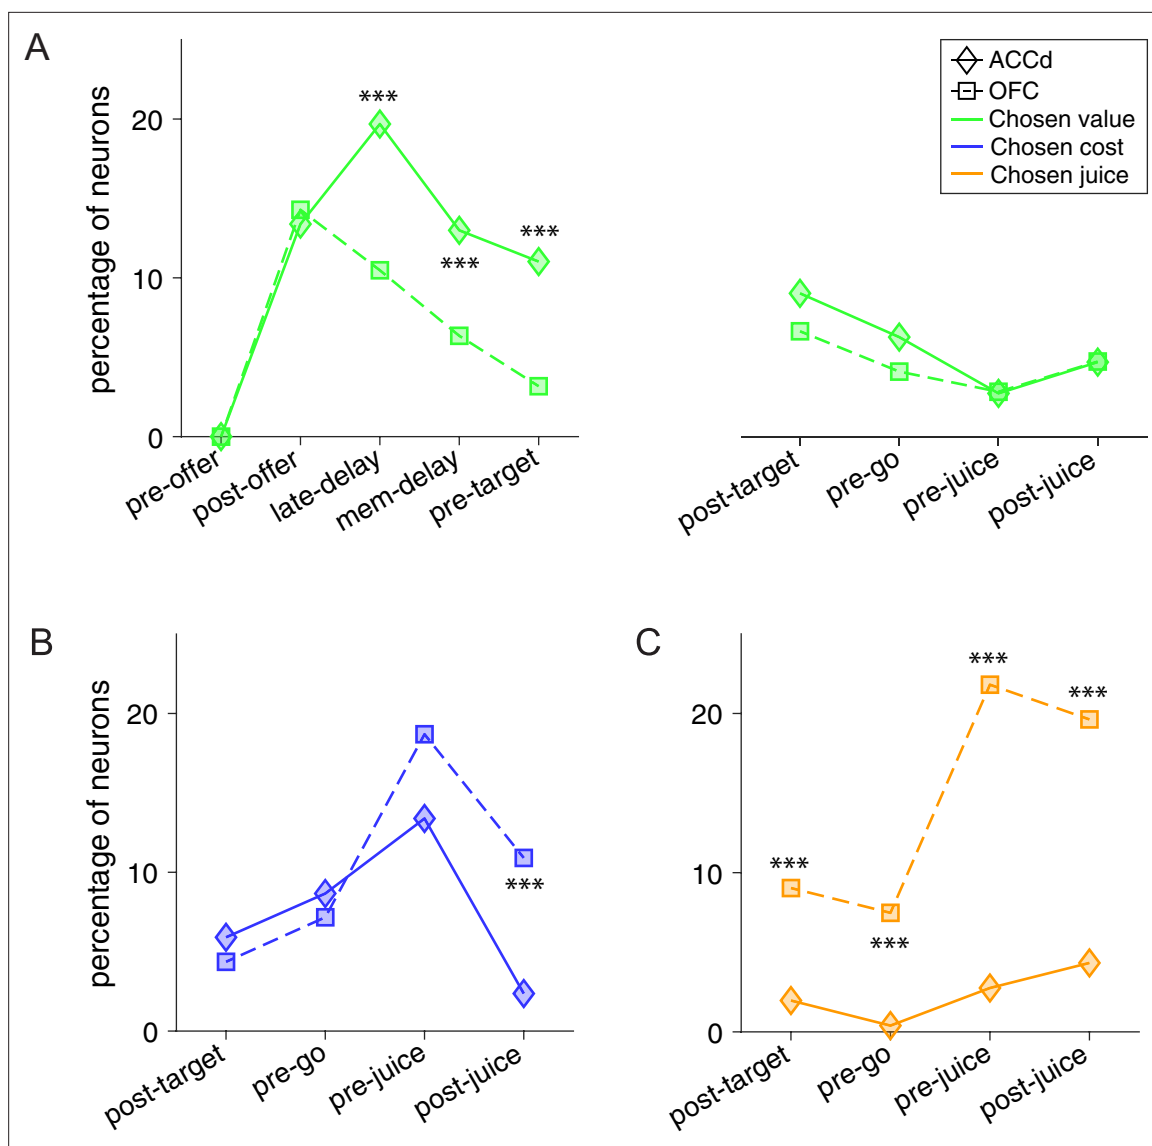 A
ACCd
OFC
Chosen value
Chosen cost
Chosen juice
percentage of neurons
20
10
0
***
***
***
pre-offer
post-offer
late-delay
mem-delay
pre-target
post-target
pre-go
pre-juice
post-juice
B
percentage of neurons
20
10
0
***
post-target
pre-go
pre-juice
post-juice
C
20
10
0
***
***
***
***
post-target
pre-go
pre-juice
post-juice